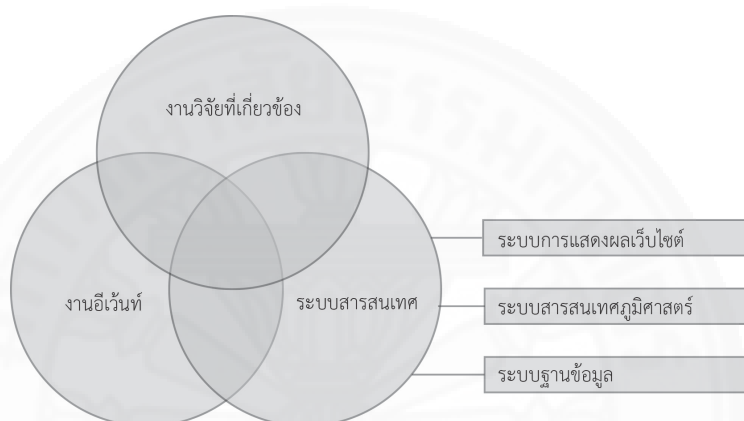 งานวิจัยที่เกี่ยวข้อง
งานอีเว้นท์
ระบบสารสนเทศ
ระบบการแสดงผลเว็บไซต์
ระบบสารสนเทศภูมิศาสตร์
ระบบฐานข้อมูล